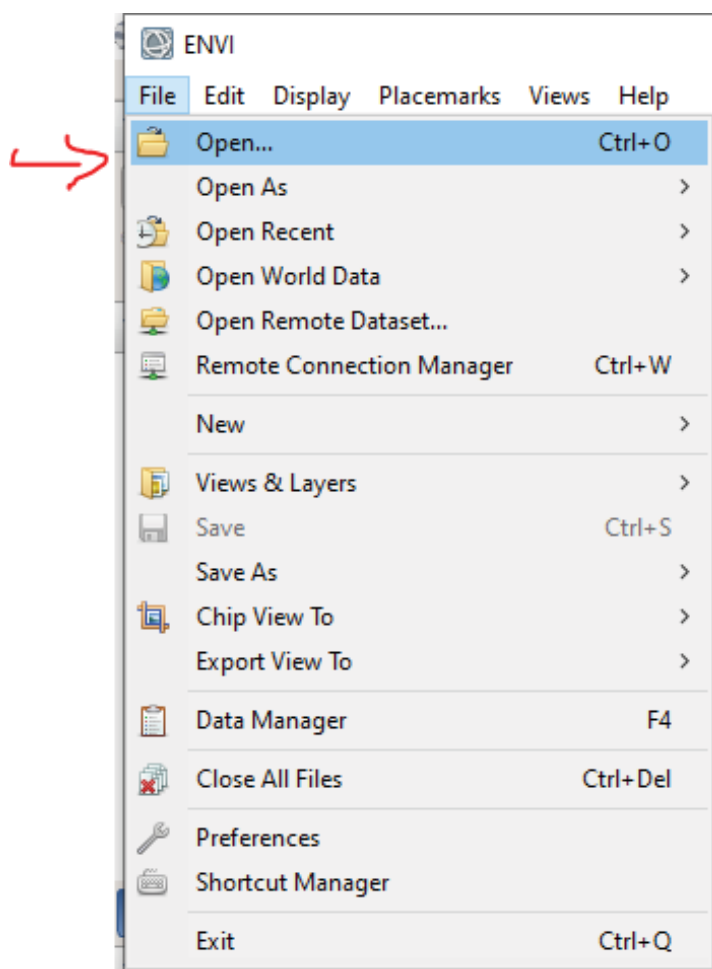 ENVI
File Edit Display Placemarks Views Help
Open... Ctrl+O
Open As
Open Recent
Open World Data
Open Remote Dataset...
Remote Connection Manager Ctrl+W
New
Views & Layers
Save Ctrl+S
Save As
Chip View To
Export View To
Data Manager F4
Close All Files Ctrl+Del
Preferences
Shortcut Manager
Exit Ctrl+Q